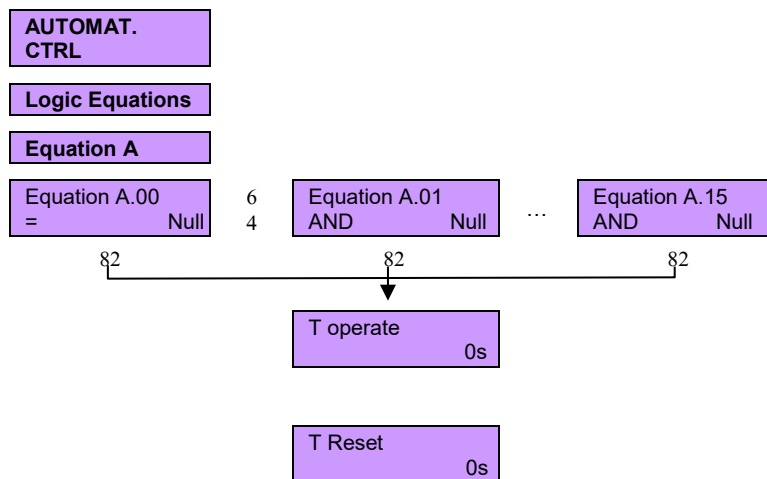 AUTOMAT.
CTRL
Logic Equations
Equation A
Equation A.00
= Null
6
4
Equation A.01
AND Null
...
Equation A.15
AND Null
82 82 82
T operate
0s
T Reset
0s